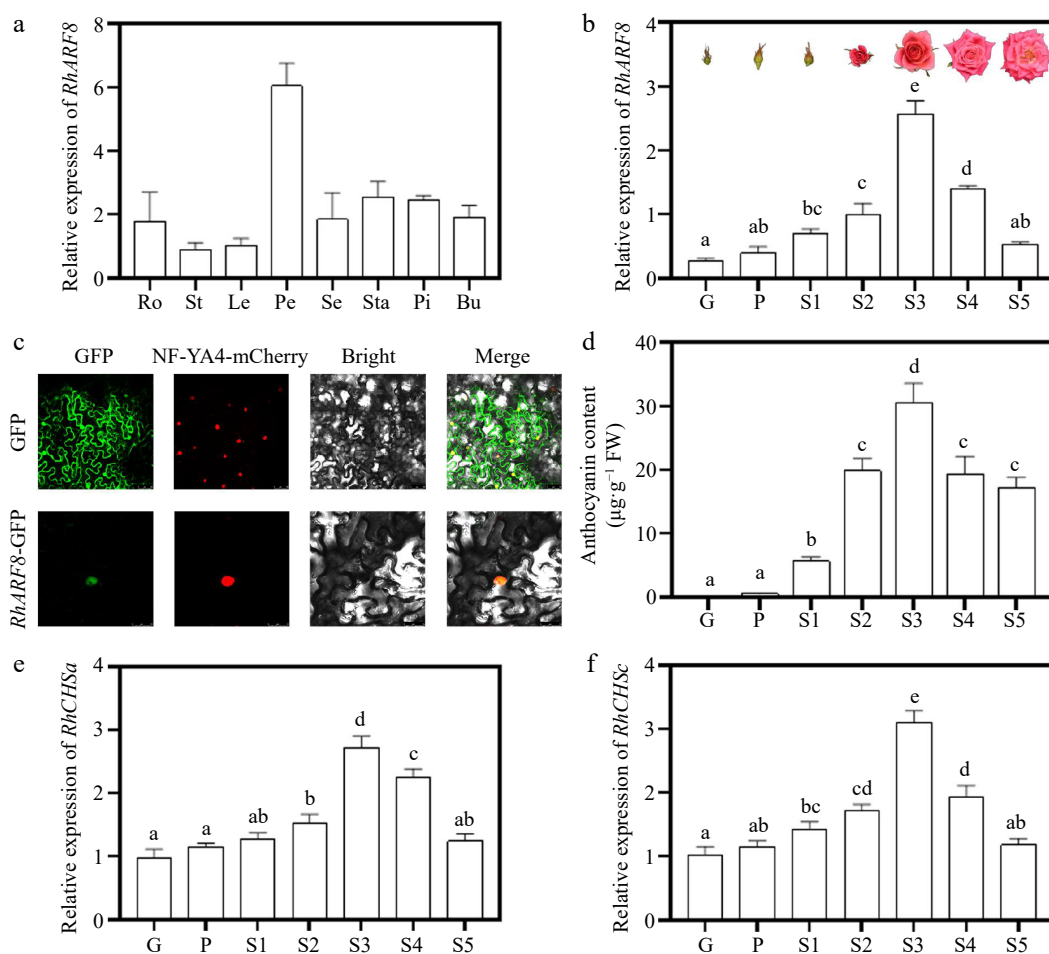 a
Relative expression of RhARF8
8
6
4
2
0
Ro St Le Pe Se Sta Pi Bu
b
Relative expression of RhARF8
4
3
2
1
0
a ab bc c e d ab
G P S1 S2 S3 S4 S5
c
GFP NF-YA4-mCherry Bright Merge
GFP
RhARF8-GFP
d
Anthocyanin content
(µg·g⁻¹ FW)
40
30
20
10
0
a a b c d c c
G P S1 S2 S3 S4 S5
e
Relative expression of RhCHSa
4
3
2
1
0
a a ab b d c ab
G P S1 S2 S3 S4 S5
f
Relative expression of RhCHSc
4
3
2
1
0
a ab bc cd e d ab
G P S1 S2 S3 S4 S5